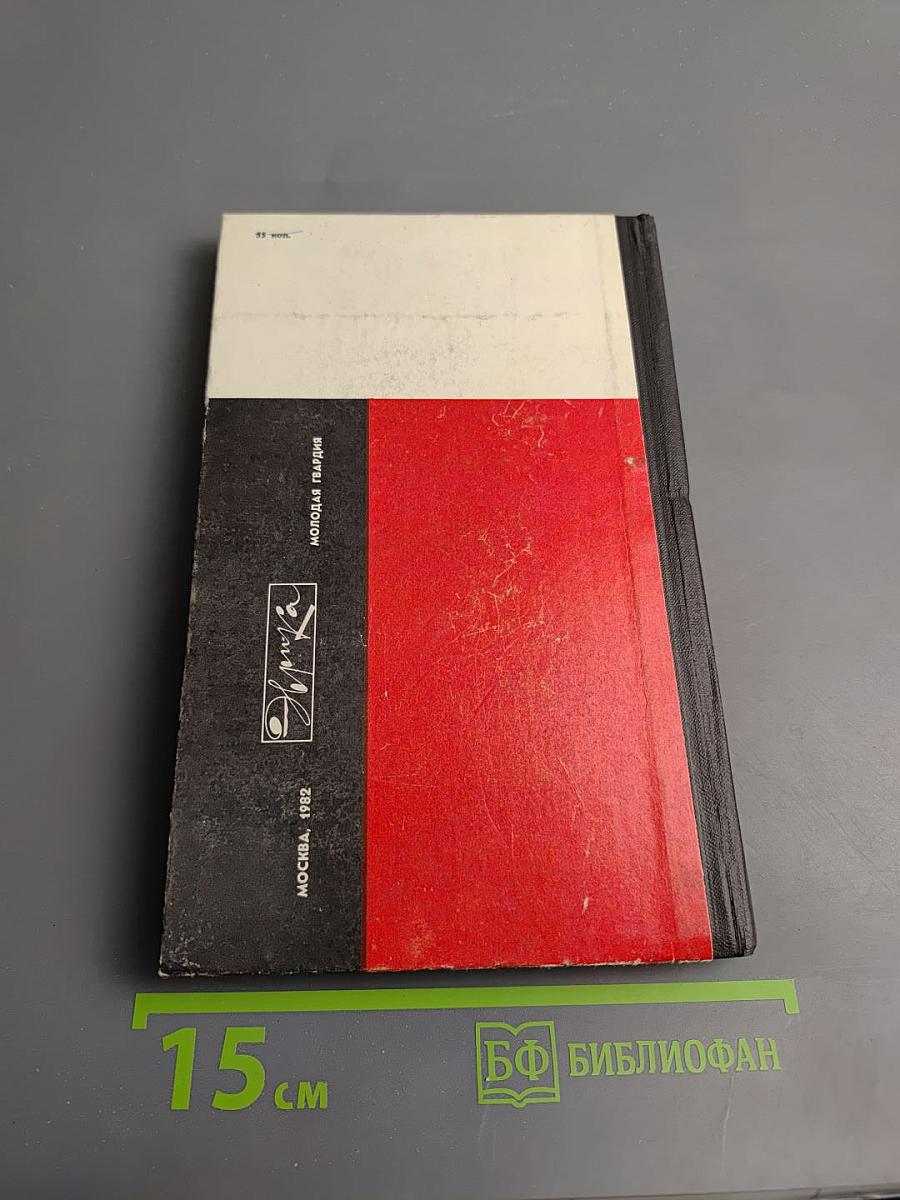 55 коп.
МОЛОДАЯ ГВАРДИЯ
Эврика
МОСКВА, 1982
15 см
БФ БИБЛИОФАН